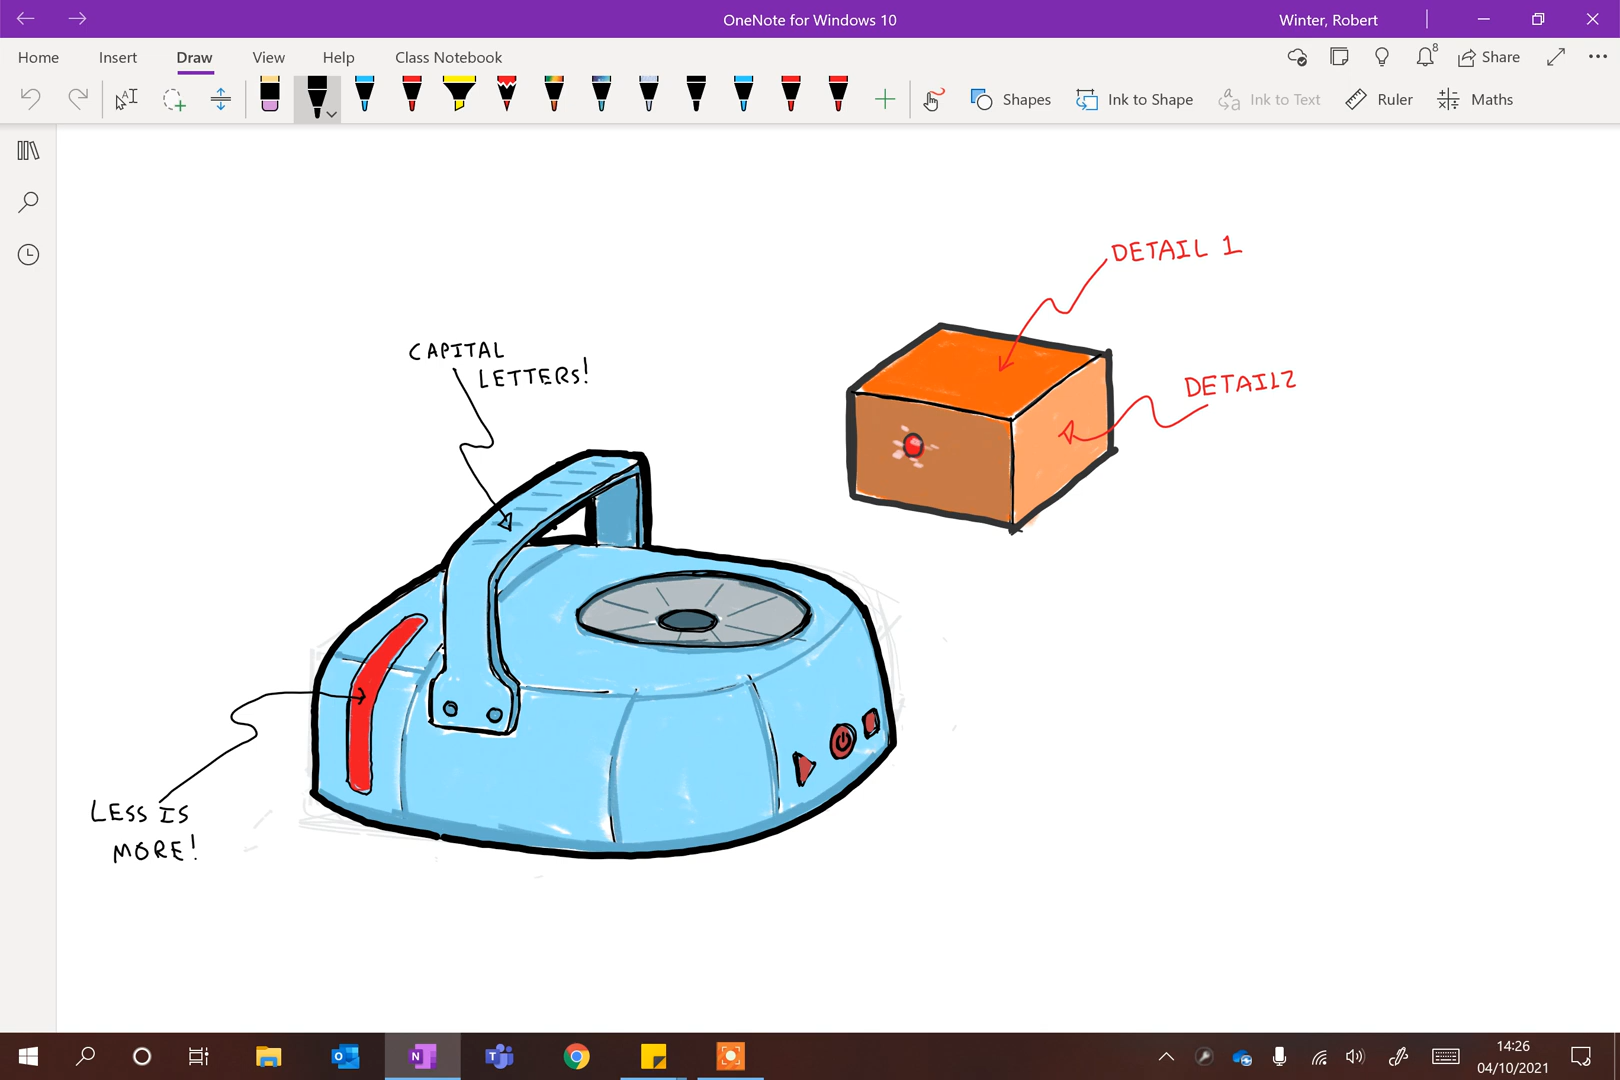 OneNote for Windows 10
Winter, Robert
Home Insert Draw View Help Class Notebook
8
Share
Shapes
Ink to Shape
Ink to Text
Ruler
Maths
DETAIL 1
CAPITAL
LETTERS!
DETAIL2
LESS IS
MORE!
14:26
04/10/2021